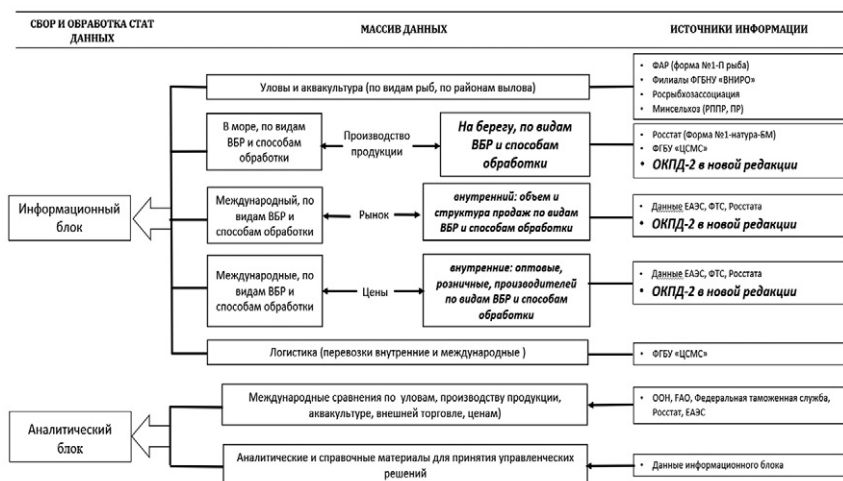 СБОР И ОБРАБОТКА СТАТ
ДАННЫХ
МАССИВ ДАННЫХ
ИСТОЧНИКИ ИНФОРМАЦИИ
Уловы и аквакультура (по видам рыб, по районам вылова)
• ФАР (форма №1-П рыба)
• Филиалы ФГБНУ «ВНИРО»
• Росрыбхозассоциация
• Минсельхоз (РППР, ПР)
В море, по видам
ВБР и способам
обработки
Производство
продукции
На берегу, по видам
ВБР и способам
обработки
• Росстат (Форма №1-натура-БМ)
• ФГБУ «ЦСМС»
• ОКПД-2 в новой редакции
Информационный
блок
Международный, по
видам ВБР и
способам обработки
Рынок
внутренний: объем и
структура продаж по видам
ВБР и способам обработки
• Данные ЕАЭС, ФТС, Росстата
• ОКПД-2 в новой редакции
Международные, по
видам ВБР и
способам обработки
Цены
внутренние: оптовые,
розничные, производителей
по видам ВБР и способам
обработки
• Данные ЕАЭС, ФТС, Росстата
• ОКПД-2 в новой редакции
Логистика (перевозки внутренние и международные )
• ФГБУ «ЦСМС»
Аналитический
блок
Международные сравнения по уловам, производству продукции,
аквакультуре, внешней торговле, ценам)
• ООН, FAO, Федеральная таможенная служба,
Росстат, ЕАЭС
Аналитические и справочные материалы для принятия управленческих
решений
• Данные информационного блока